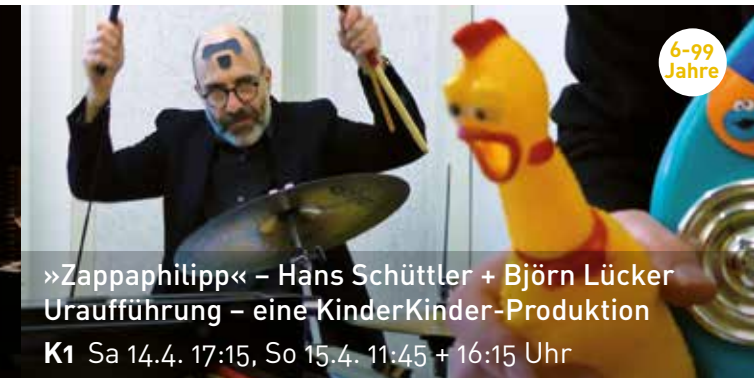 6-99
Jahre
»Zappaphilipp« – Hans Schüttler + Björn Lücker
Uraufführung – eine KinderKinder-Produktion
K1 Sa 14.4. 17:15, So 15.4. 11:45 + 16:15 Uhr